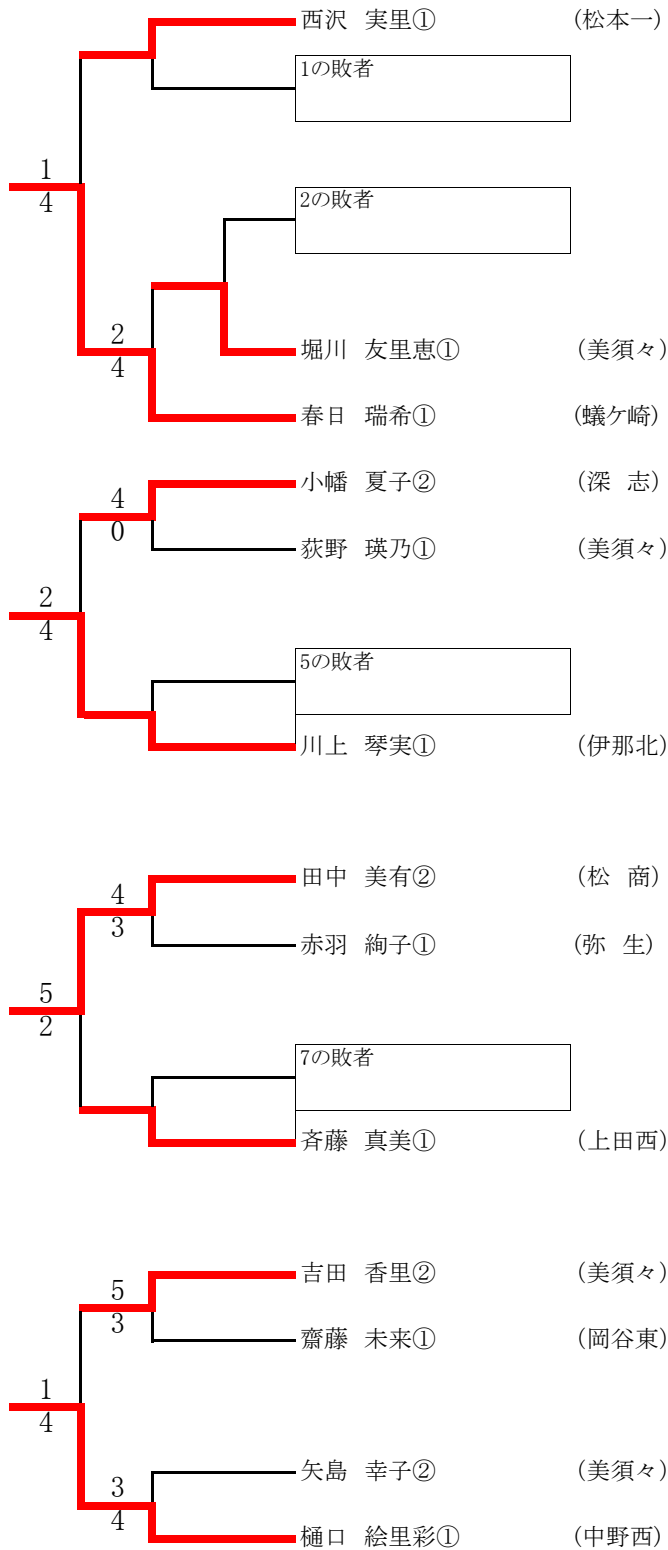 西沢 実里① (松本一)
1の敗者
1
4
2の敗者
2
4
堀川 友里恵① (美須々)
春日 瑞希① (蟻ケ崎)
小幡 夏子② (深 志)
4
0
荻野 瑛乃① (美須々)
2
4
5の敗者
川上 琴実① (伊那北)
田中 美有② (松 商)
4
3
赤羽 絢子① (弥 生)
5
2
7の敗者
斉藤 真美① (上田西)
吉田 香里② (美須々)
5
3
齋藤 未来① (岡谷東)
1
4
矢島 幸子② (美須々)
3
4
樋口 絵里彩① (中野西)